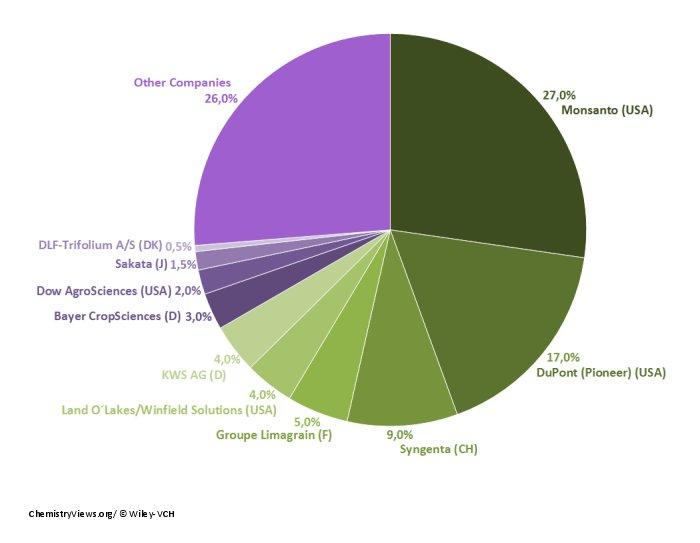 Other Companies
26,0%
27,0%
Monsanto (USA)
DLF-Trifolium A/S (DK) 0,5%
Sakata (J) 1,5%
Dow AgroSciences (USA) 2,0%
Bayer CropSciences (D) 3,0%
4,0%
KWS AG (D)
4,0%
Land O´Lakes/Winfield Solutions (USA)
5,0%
Groupe Limagrain (F)
9,0%
Syngenta (CH)
17,0%
DuPont (Pioneer) (USA)
ChemistryViews.org/ © Wiley-VCH